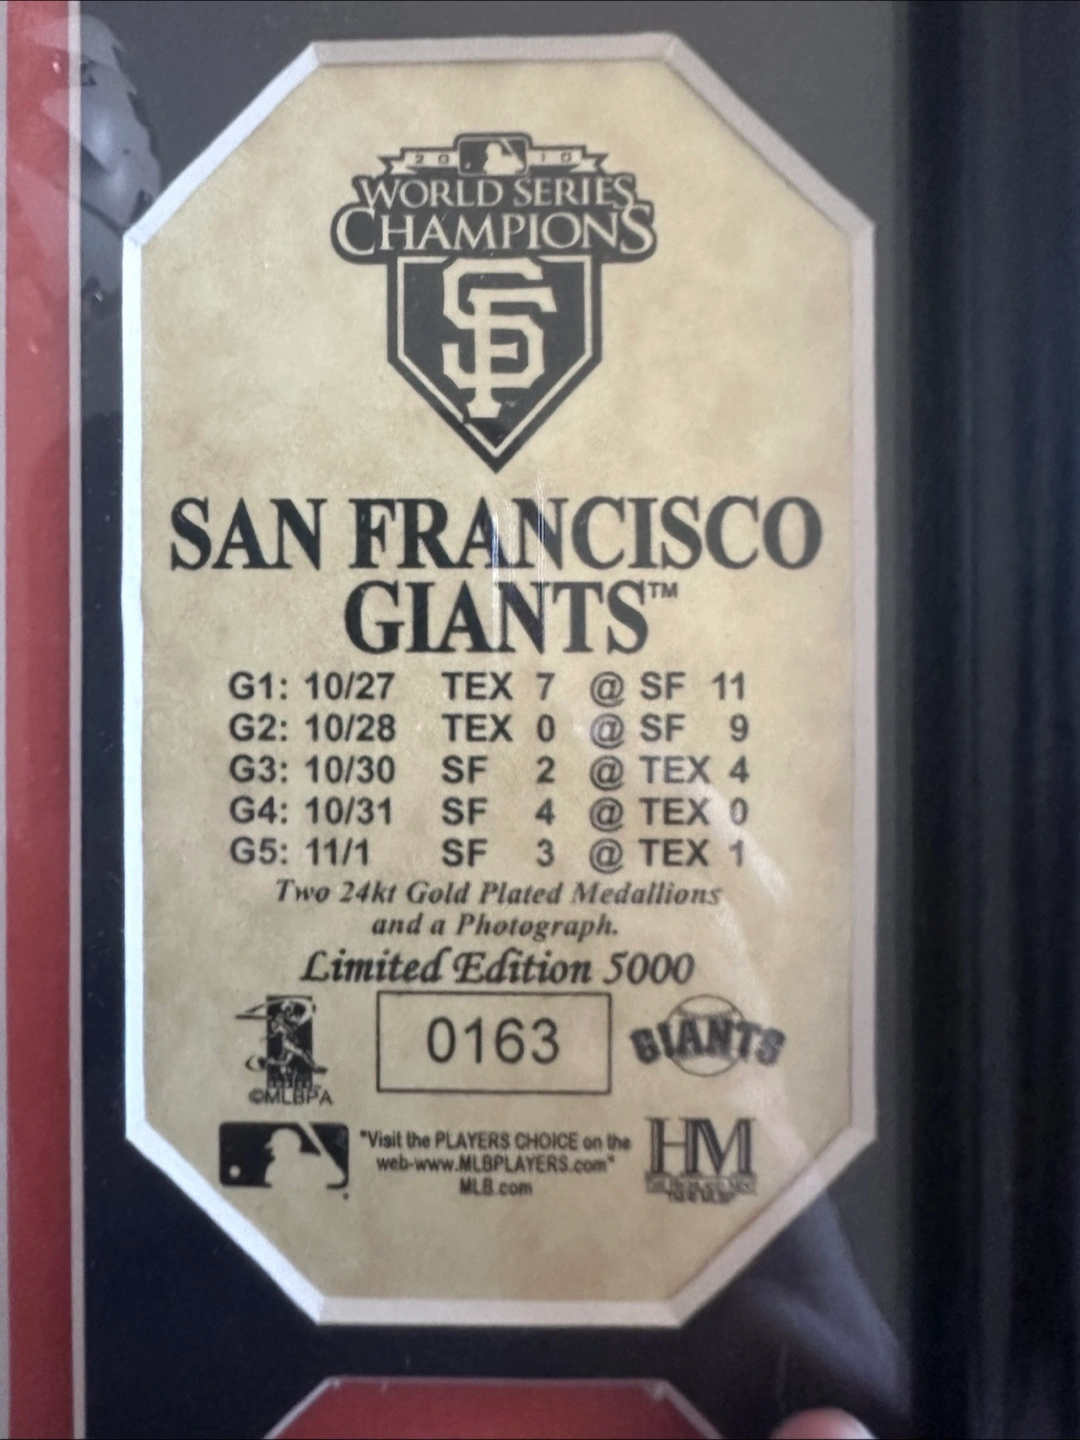 2010
WORLD SERIES
CHAMPIONS
SF
SAN FRANCISCO
GIANTS™
G1: 10/27 TEX 7 @ SF 11
G2: 10/28 TEX 0 @ SF 9
G3: 10/30 SF 2 @ TEX 4
G4: 10/31 SF 4 @ TEX 0
G5: 11/1 SF 3 @ TEX 1
Two 24kt Gold Plated Medallions
and a Photograph.
Limited Edition 5000
0163
GIANTS
©MLBPA
"Visit the PLAYERS CHOICE on the
web-www.MLBPLAYERS.com"
MLB.com
HM